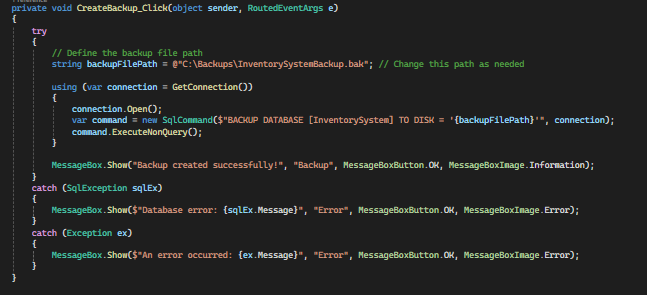 private void CreateBackup_Click(object sender, RoutedEventArgs e)
{
try
{
// Define the backup file path
string backupFilePath = @"C:\Backups\InventorySystemBackup.bak"; // Change this path as needed
using (var connection = GetConnection())
{
connection.Open();
var command = new SqlCommand($"BACKUP DATABASE [InventorySystem] TO DISK = '{backupFilePath}'", connection);
command.ExecuteNonQuery();
}
MessageBox.Show("Backup created successfully!", "Backup", MessageBoxButton.OK, MessageBoxImage.Information);
}
catch (SqlException sqlEx)
{
MessageBox.Show($"Database error: {sqlEx.Message}", "Error", MessageBoxButton.OK, MessageBoxImage.Error);
}
catch (Exception ex)
{
MessageBox.Show($"An error occurred: {ex.Message}", "Error", MessageBoxButton.OK, MessageBoxImage.Error);
}
}